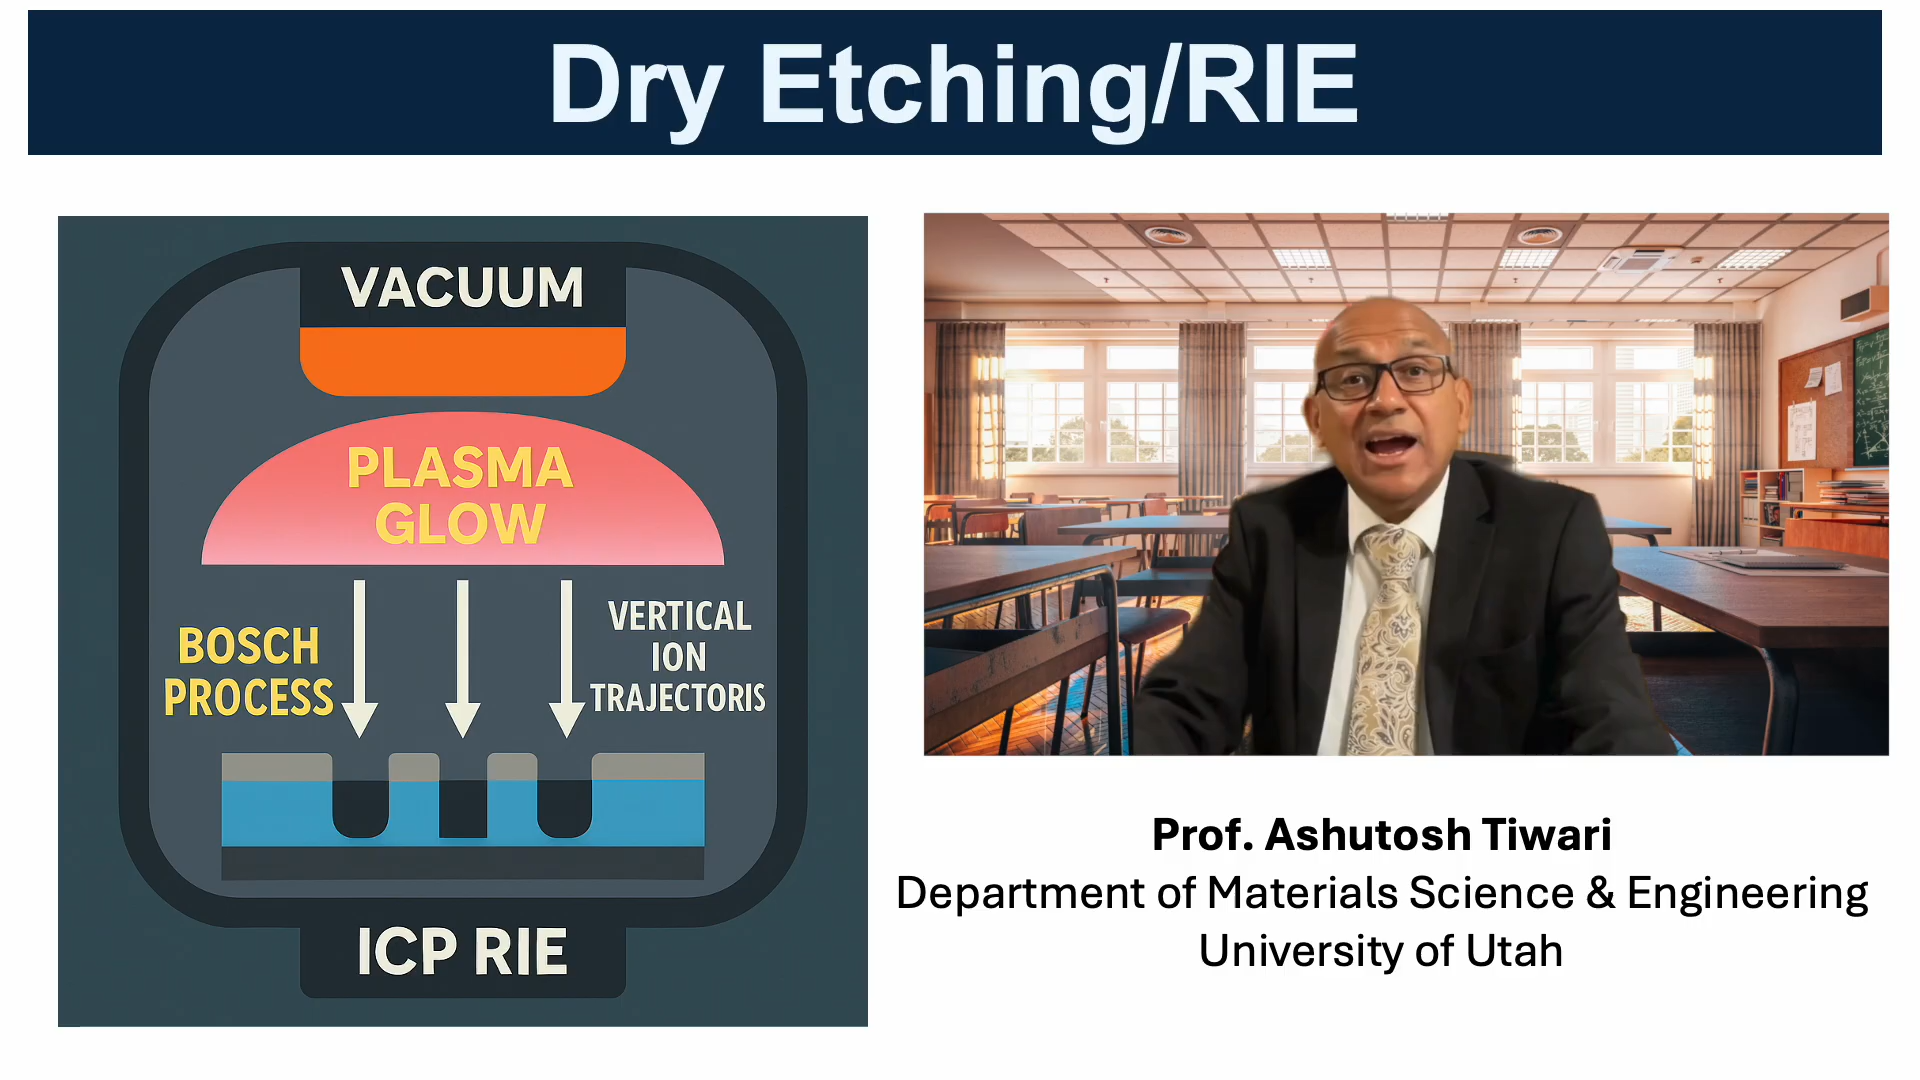 Dry Etching/RIE
VACUUM
PLASMA
GLOW
BOSCH
PROCESS
VERTICAL
ION
TRAJECTORIS
ICP RIE
Prof. Ashutosh Tiwari
Department of Materials Science & Engineering
University of Utah